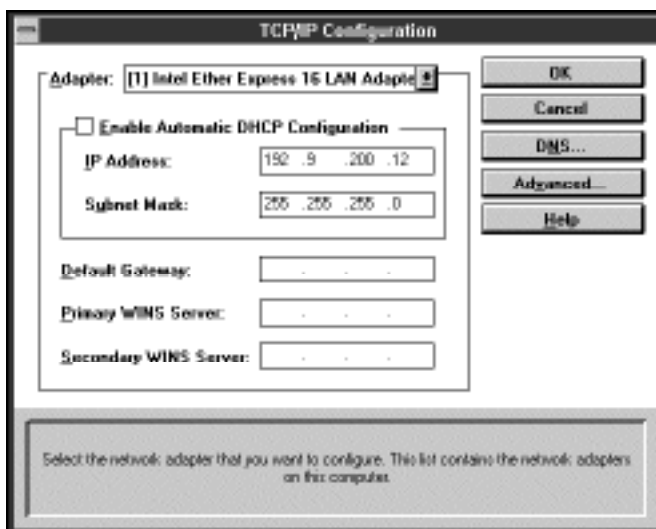 TCP/IP Configuration
Adapter: [1] Intel Ether Express 16 LAN Adapte
OK
Cancel
DNS...
Advanced...
Help
Enable Automatic DHCP Configuration
IP Address: 192 .9 .200 .12
Subnet Mask: 255 .255 .255 .0
Default Gateway: . . .
Primary WINS Server: . . .
Secondary WINS Server: . . .
Select the network adapter that you want to configure. This list contains the network adapters
on this computer.